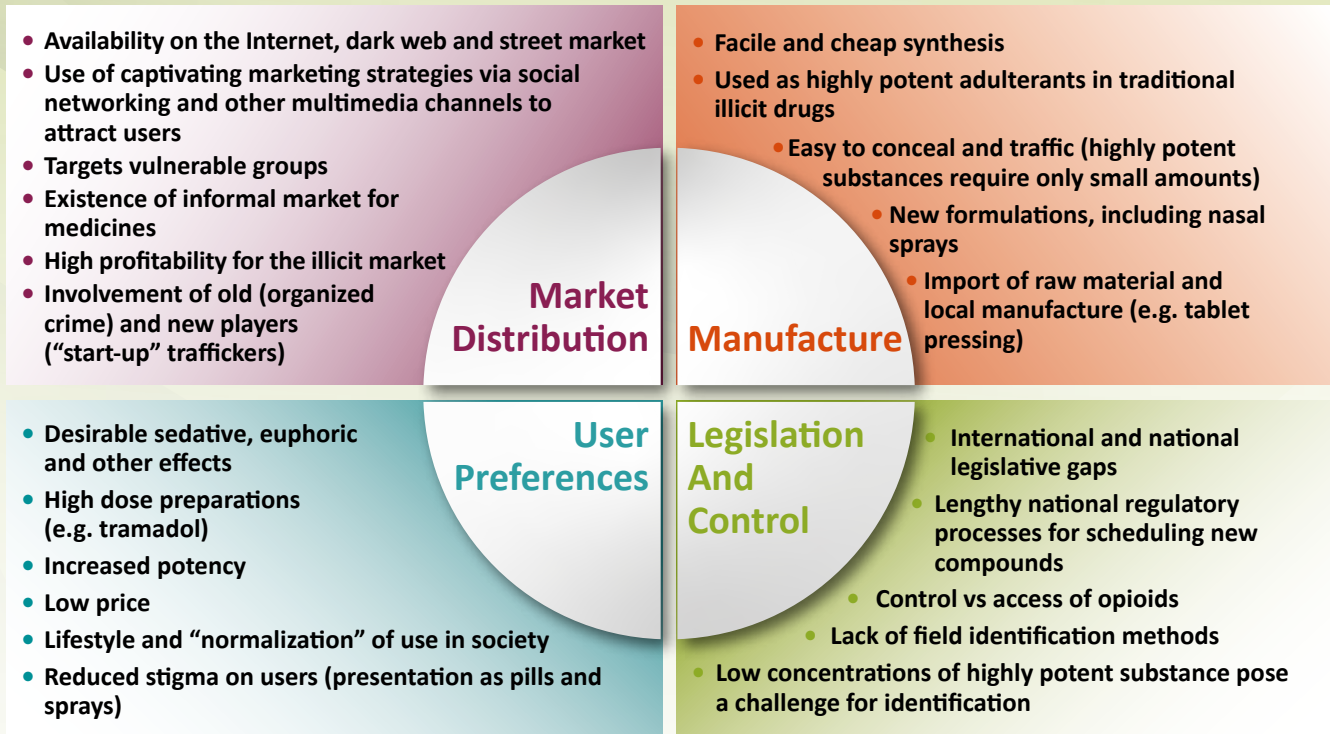 • Availability on the Internet, dark web and street market
• Use of captivating marketing strategies via social
networking and other multimedia channels to
attract users
• Targets vulnerable groups
• Existence of informal market for
medicines
• High profitability for the illicit market
• Involvement of old (organized
crime) and new players
(“start-up” traffickers)
Market
Distribution
• Facile and cheap synthesis
• Used as highly potent adulterants in traditional
illicit drugs
• Easy to conceal and traffic (highly potent
substances require only small amounts)
• New formulations, including nasal
sprays
• Import of raw material and
local manufacture (e.g. tablet
pressing)
Manufacture
• Desirable sedative, euphoric
and other effects
• High dose preparations
(e.g. tramadol)
• Increased potency
• Low price
• Lifestyle and “normalization” of use in society
• Reduced stigma on users (presentation as pills and
sprays)
User
Preferences
Legislation
And
Control
• International and national
legislative gaps
• Lengthy national regulatory
processes for scheduling new
compounds
• Control vs access of opioids
• Lack of field identification methods
• Low concentrations of highly potent substance pose
a challenge for identification